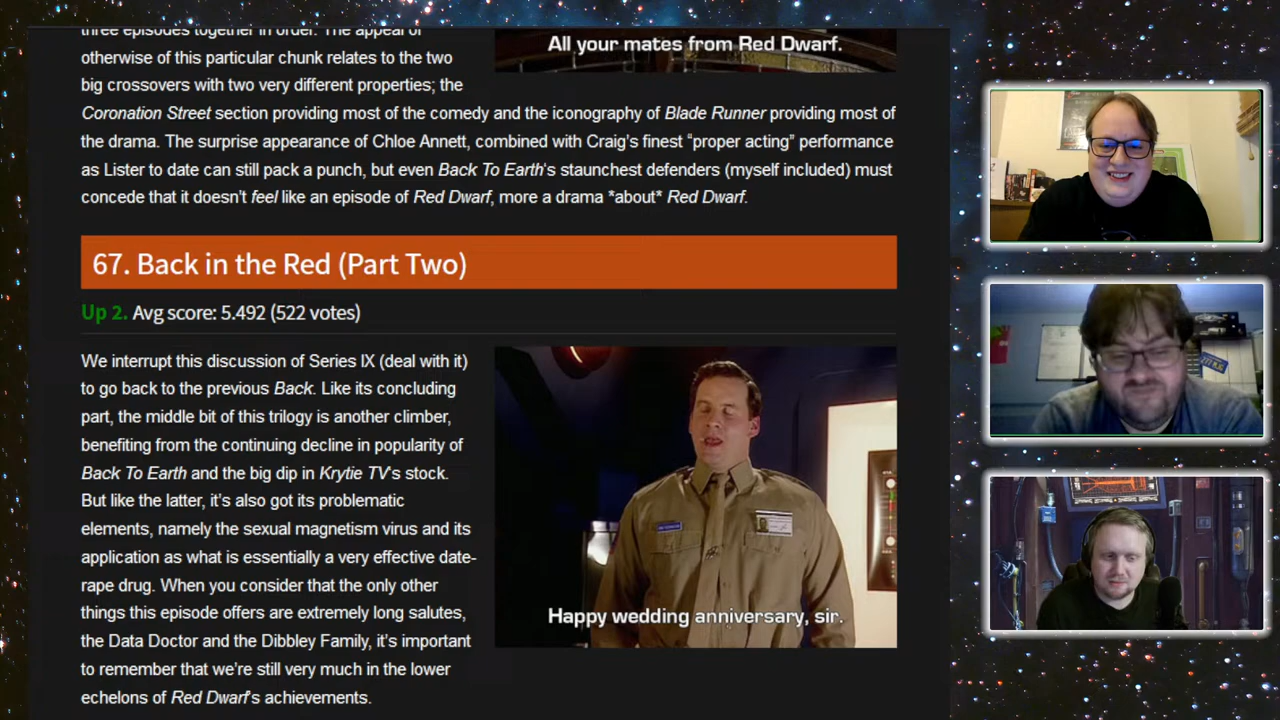 three episodes together in order. The appeal or
otherwise of this particular chunk relates to the two
big crossovers with two very different properties; the
Coronation Street section providing most of the comedy and the iconography of Blade Runner providing most of
the drama. The surprise appearance of Chloe Annett, combined with Craig's finest “proper acting” performance
as Lister to date can still pack a punch, but even Back To Earth's staunchest defenders (myself included) must
concede that it doesn't feel like an episode of Red Dwarf, more a drama *about* Red Dwarf.
All your mates from Red Dwarf.
67. Back in the Red (Part Two)
Up 2. Avg score: 5.492 (522 votes)
We interrupt this discussion of Series IX (deal with it)
to go back to the previous Back. Like its concluding
part, the middle bit of this trilogy is another climber,
benefiting from the continuing decline in popularity of
Back To Earth and the big dip in Krytie TV's stock.
But like the latter, it's also got its problematic
elements, namely the sexual magnetism virus and its
application as what is essentially a very effective date-
rape drug. When you consider that the only other
things this episode offers are extremely long salutes,
the Data Doctor and the Dibbley Family, it's important
to remember that we're still very much in the lower
echelons of Red Dwarf's achievements.
Happy wedding anniversary, sir.